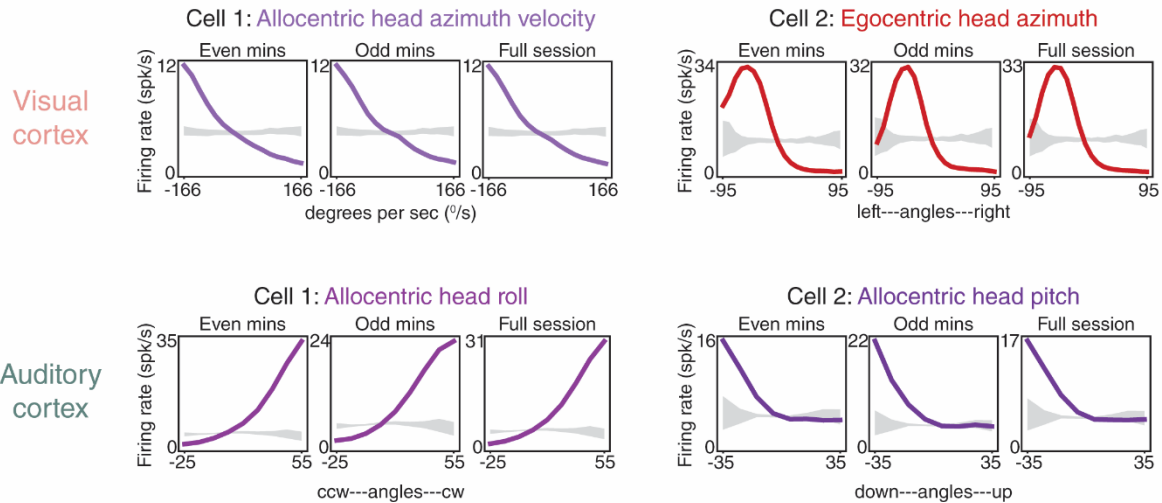 Cell 1: Allocentric head azimuth velocity
Cell 2: Egocentric head azimuth
Even mins
Odd mins
Full session
Even mins
Odd mins
Full session
Visual
cortex
Firing rate (spk/s)
12
0
12
0
12
0
-166
166
-166
166
-166
166
degrees per sec (⁰/s)
Firing rate (spk/s)
34
0
32
0
33
0
-95
95
-95
95
-95
95
left---angles---right
Cell 1: Allocentric head roll
Cell 2: Allocentric head pitch
Even mins
Odd mins
Full session
Even mins
Odd mins
Full session
Auditory
cortex
Firing rate (spk/s)
35
0
24
0
31
0
-25
55
-25
55
-25
55
ccw---angles---cw
Firing rate (spk/s)
16
0
22
0
17
0
-35
35
-35
35
-35
35
down---angles---up